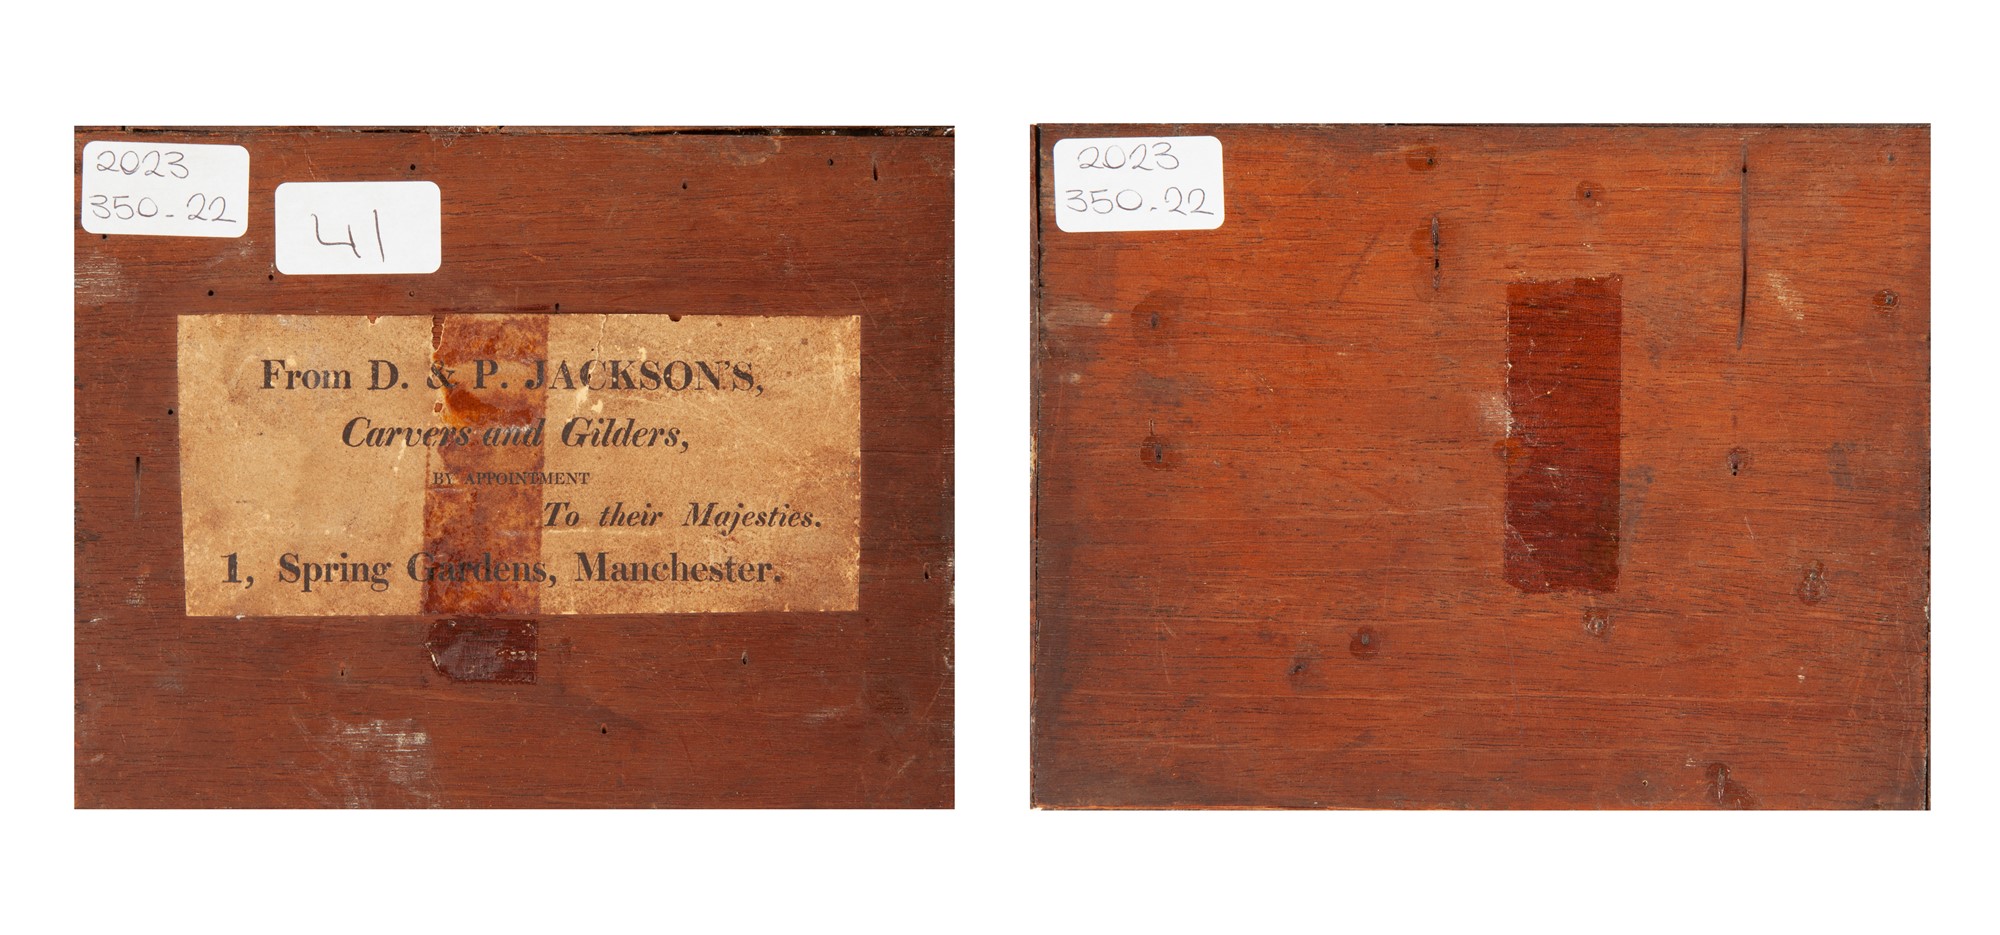 2023
350-22
41
From D. & P. JACKSON'S,
Carvers and Gilders,
BY APPOINTMENT
To their Majesties.
1, Spring Gardens, Manchester.
2023
350-22